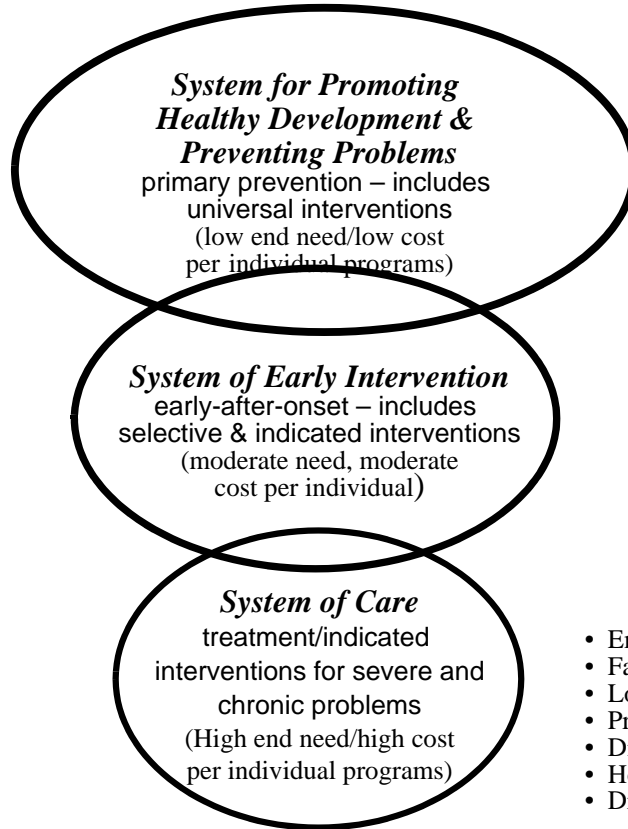 System for Promoting
Healthy Development &
Preventing Problems
primary prevention – includes
universal interventions
(low end need/low cost
per individual programs)
System of Early Intervention
early-after-onset – includes
selective & indicated interventions
(moderate need, moderate
cost per individual)
System of Care
treatment/indicated
interventions for severe and
chronic problems
(High end need/high cost
per individual programs)